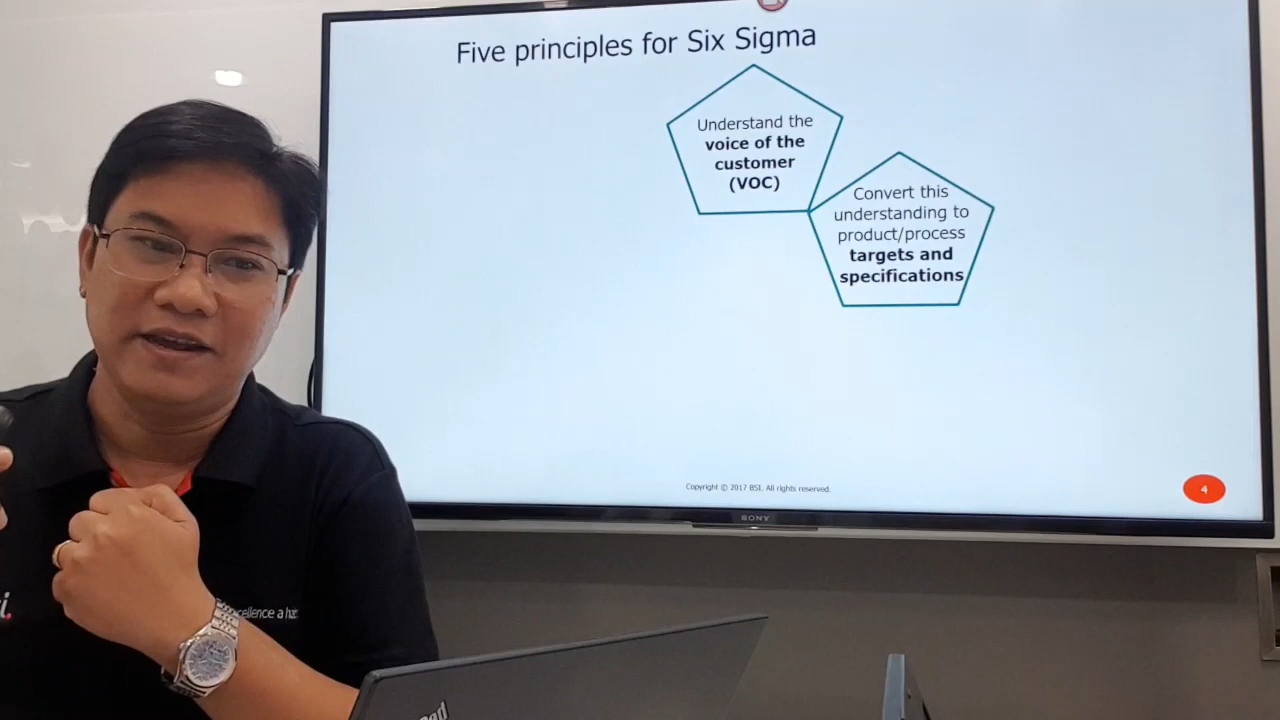 Five principles for Six Sigma
Understand the
voice of the
customer
(VOC)
Convert this
understanding to
product/process
targets and
specifications
Copyright © 2017 BSI. All rights reserved.
4
SONY